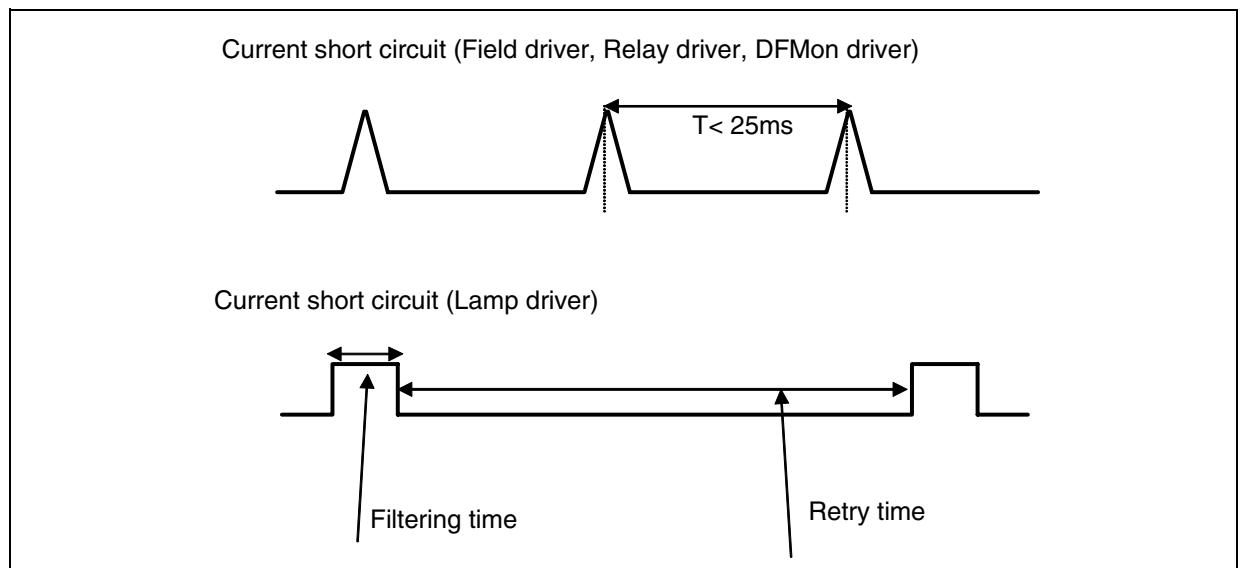 Current short circuit (Field driver, Relay driver, DFMon driver)
T< 25ms
Current short circuit (Lamp driver)
Filtering time
Retry time